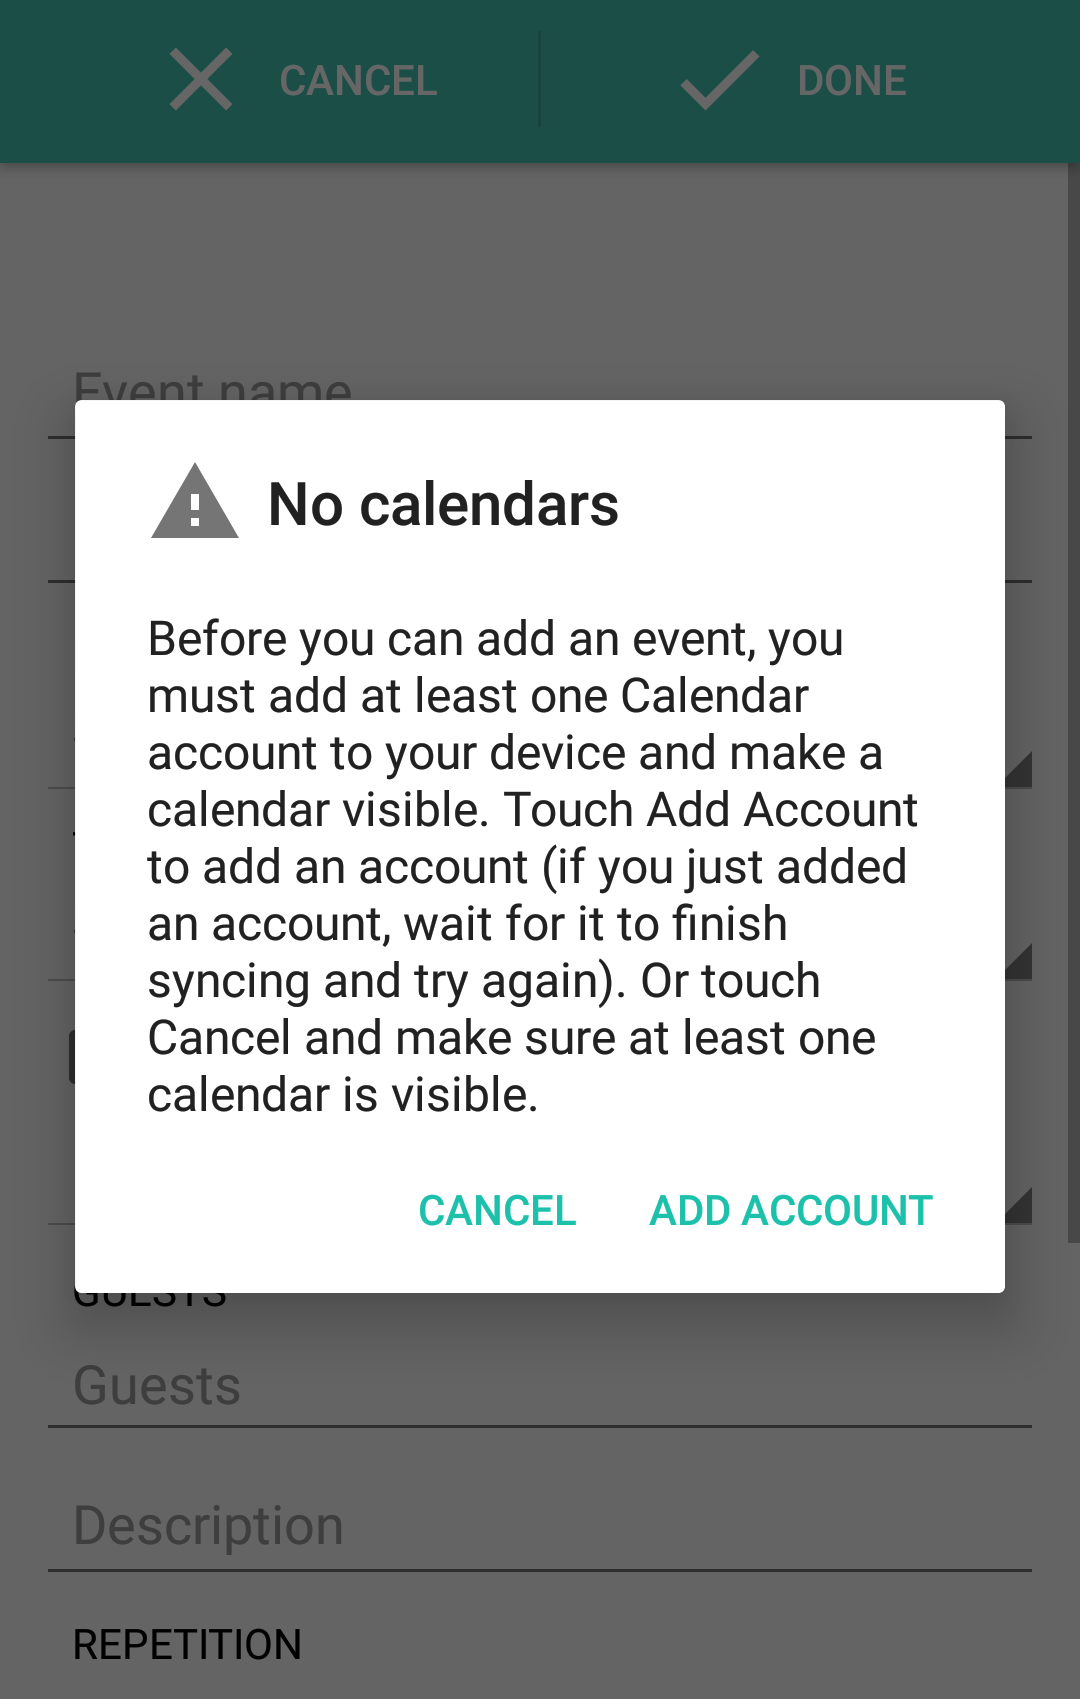 CANCEL
DONE
Event name
No calendars
Before you can add an event, you
must add at least one Calendar
account to your device and make a
calendar visible. Touch Add Account
to add an account (if you just added
an account, wait for it to finish
syncing and try again). Or touch
Cancel and make sure at least one
calendar is visible.
CANCEL
ADD ACCOUNT
GUESTS
Guests
Description
REPETITION